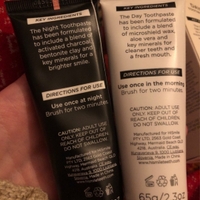 KEY INGREDIENTS
The Night Toothpaste
has been formulated
to include a blend of
activated charcoal,
bentonite clay and
key minerals for a
brighter smile.
DIRECTIONS FOR USE
Use once at night
Brush for two minutes.
CAUTION: ADULT USE
ONLY. KEEP OUT OF
REACH OF CHILDREN.
DO NOT SWALLOW.
KEY INGREDIENTS
The Day Toothpaste
has been formulated
to include a blend
of microshield wax,
aloe vera and
key minerals for
cleaner teeth and
a fresh mouth.
DIRECTIONS FOR USE
Use once in the morning
Brush for two minutes.
CAUTION: ADULT USE
ONLY. KEEP OUT OF
REACH OF CHILDREN.
DO NOT SWALLOW.
65g/2.3oz